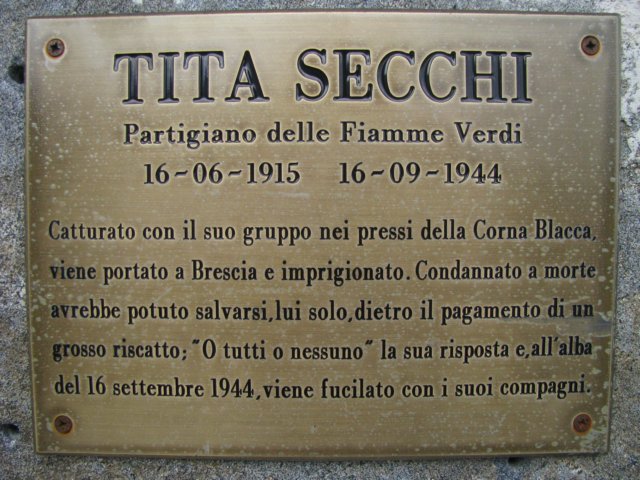 TITA SECCHI
Partigiano delle Fiamme Verdi
16-06-1915 16-09-1944
Catturato con il suo gruppo nei pressi della Corna Blacca,
viene portato a Brescia e imprigionato. Condannato a morte
avrebbe potuto salvarsi,lui solo,dietro il pagamento di un
grosso riscatto; "O tutti o nessuno" la sua risposta e,all'alba
del 16 settembre 1944,viene fucilato con i suoi compagni.